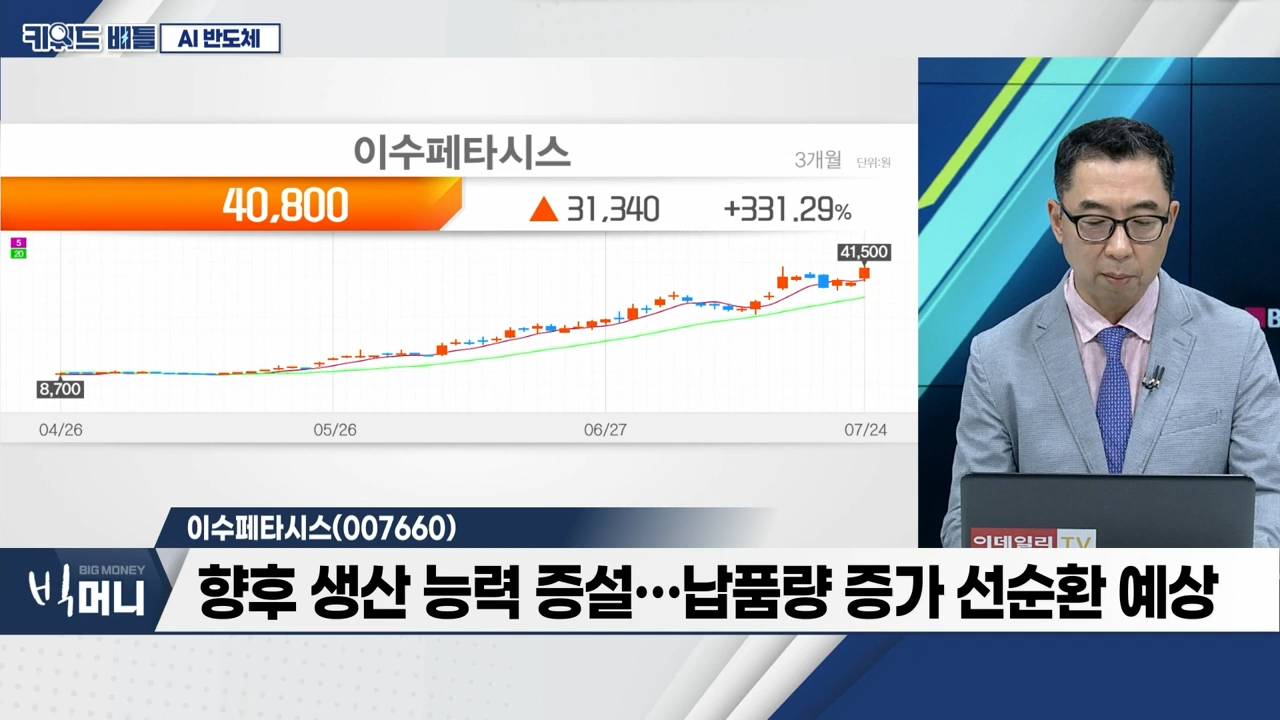 키워드 배틀 AI 반도체
이수페타시스
3개월 단위:원
40,800 ▲ 31,340 +331.29%
5
20
41,500
8,700
04/26 05/26 06/27 07/24
B
이데일리 TV
이수페타시스(007660)
BIG MONEY
빅머니
향후 생산 능력 증설…납품량 증가 선순환 예상